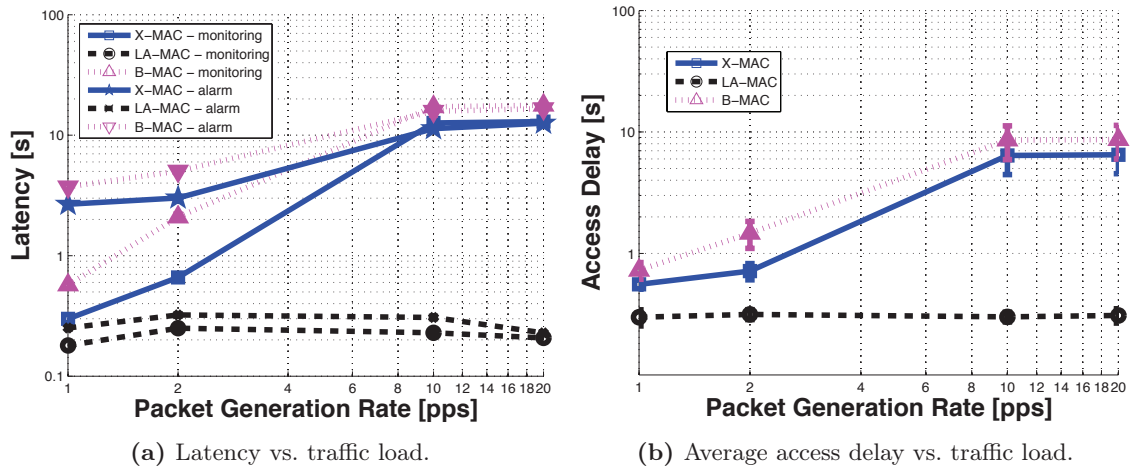 100
10
1
0.1
Latency [s]
X-MAC – monitoring
LA-MAC – monitoring
B-MAC – monitoring
X-MAC – alarm
LA-MAC – alarm
B-MAC – alarm
1 2 4 6 8 10 12 14 16 18 20
Packet Generation Rate [pps]
(a) Latency vs. traffic load.
100
10
1
Access Delay [s]
X-MAC
LA-MAC
B-MAC
1 2 4 6 8 10 12 14 16 18 20
Packet Generation Rate [pps]
(b) Average access delay vs. traffic load.